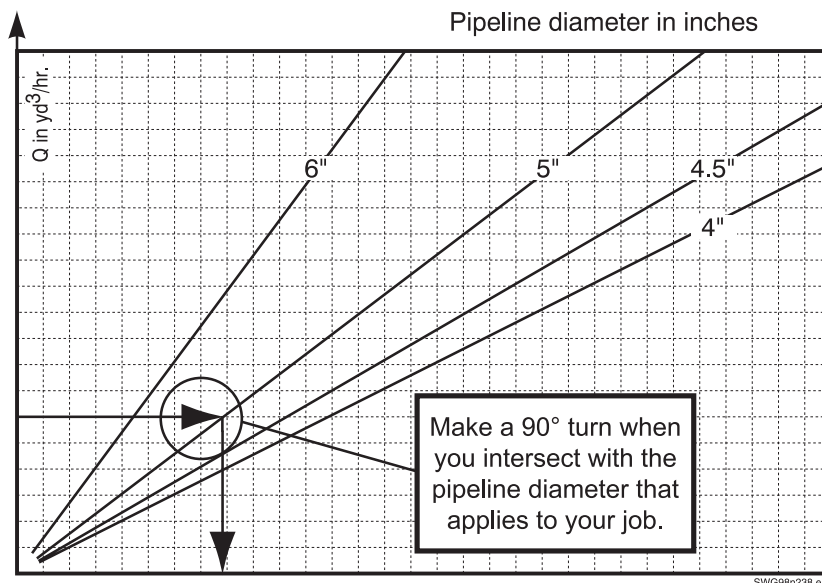 Pipeline diameter in inches
Q in yd³/hr.
6"
5"
4.5"
4"
Make a 90° turn when
you intersect with the
pipeline diameter that
applies to your job.